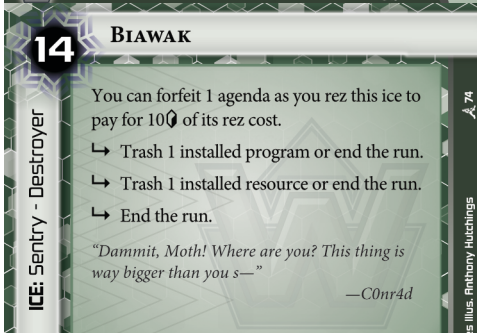 14
BIAWAK
You can forfeit 1 agenda as you rez this ice to
pay for 10 of its rez cost.
↳ Trash 1 installed program or end the run.
↳ Trash 1 installed resource or end the run.
↳ End the run.
“Dammit, Moth! Where are you? This thing is
way bigger than you s—”
—C0nr4d
ICE: Sentry - Destroyer
74
Illus. Anthony Hutchings